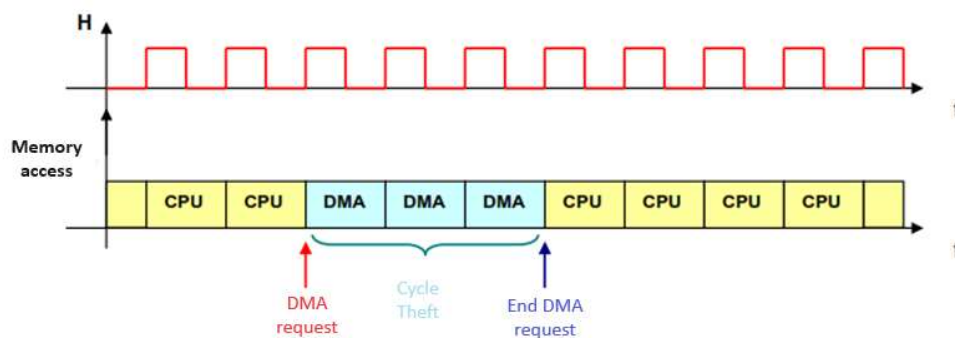 H
t
Memory
access
CPU CPU DMA DMA DMA CPU CPU CPU CPU
t
DMA
request
Cycle
Theft
End DMA
request